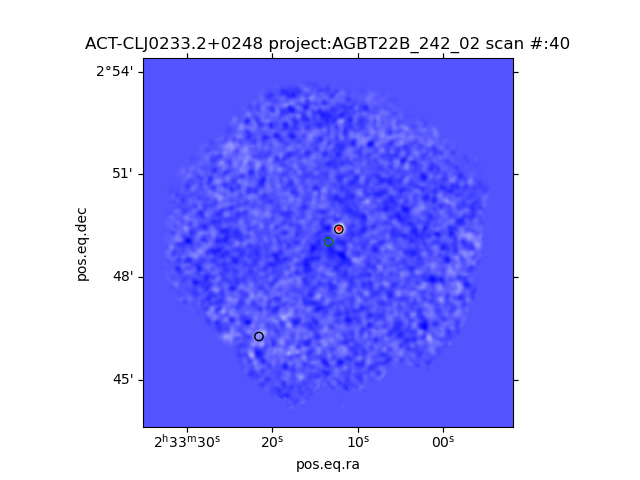 ACT-CLJ0233.2+0248 project:AGBT22B_242_02 scan #:40
2°54'
51'
48'
45'
pos.eq.dec
2ʰ33ᵐ30ˢ 20ˢ 10ˢ 00ˢ
pos.eq.ra